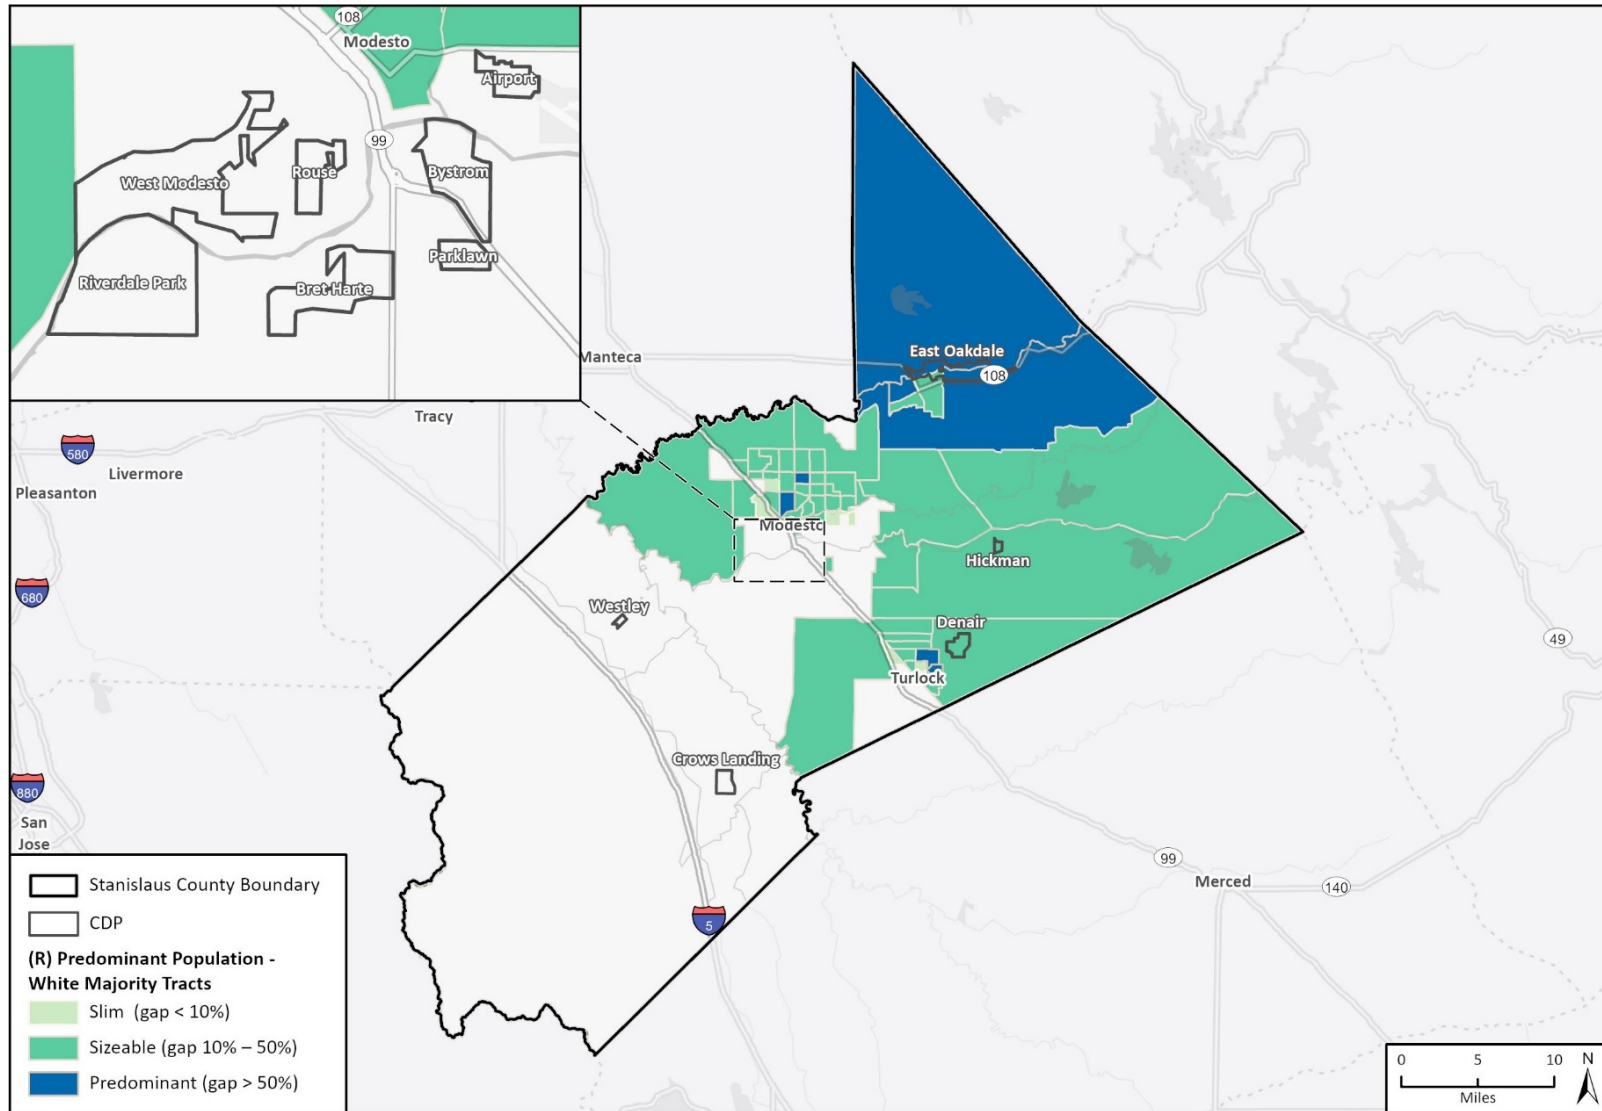 108
Modesto
Airport
99
West Modesto
Rouse
Bystrom
Parklawn
Riverdale Park
Bret Harte
Manteca
East Oakdale
108
Tracy
580
Livermore
Pleasanton
Modesto
Hickman
680
Westley
Denair
49
Turlock
Crows Landing
880
San
Jose
99
Merced
140
5
Stanislaus County Boundary
CDP
(R) Predominant Population -
White Majority Tracts
Slim (gap < 10%)
Sizeable (gap 10% – 50%)
Predominant (gap > 50%)
0 5 10
Miles
N